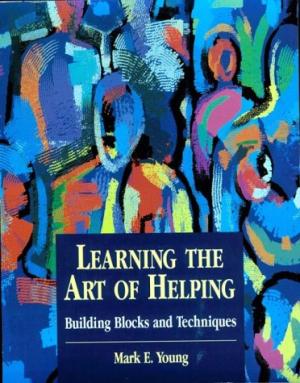 LEARNING THE
ART OF HELPING
Building Blocks and Techniques
Mark E. Young